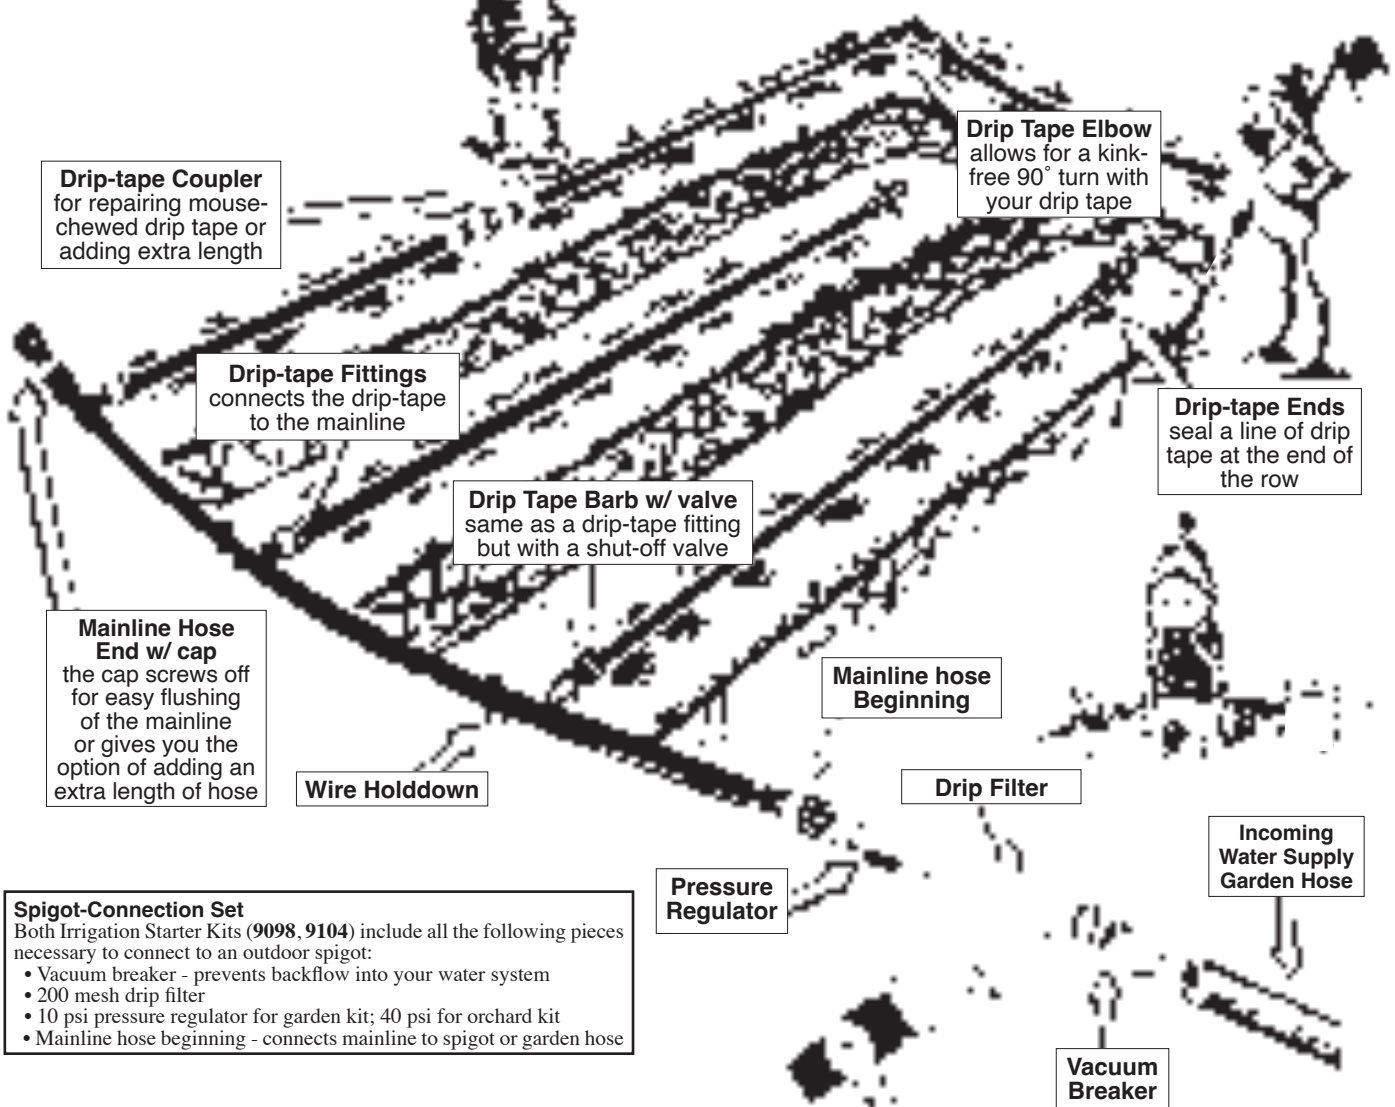 Drip Tape Elbow
allows for a kink-
free 90° turn with
your drip tape
Drip-tape Coupler
for repairing mouse-
chewed drip tape or
adding extra length
Drip-tape Fittings
connects the drip-tape
to the mainline
Drip-tape Ends
seal a line of drip
tape at the end of
the row
Drip Tape Barb w/ valve
same as a drip-tape fitting
but with a shut-off valve
Mainline Hose
End w/ cap
the cap screws off
for easy flushing
of the mainline
or gives you the
option of adding an
extra length of hose
Mainline hose
Beginning
Wire Holddown
Drip Filter
Incoming
Water Supply
Garden Hose
Pressure
Regulator
Spigot-Connection Set
Both Irrigation Starter Kits (9098, 9104) include all the following pieces
necessary to connect to an outdoor spigot:
• Vacuum breaker - prevents backflow into your water system
• 200 mesh drip filter
• 10 psi pressure regulator for garden kit; 40 psi for orchard kit
• Mainline hose beginning - connects mainline to spigot or garden hose
Vacuum
Breaker